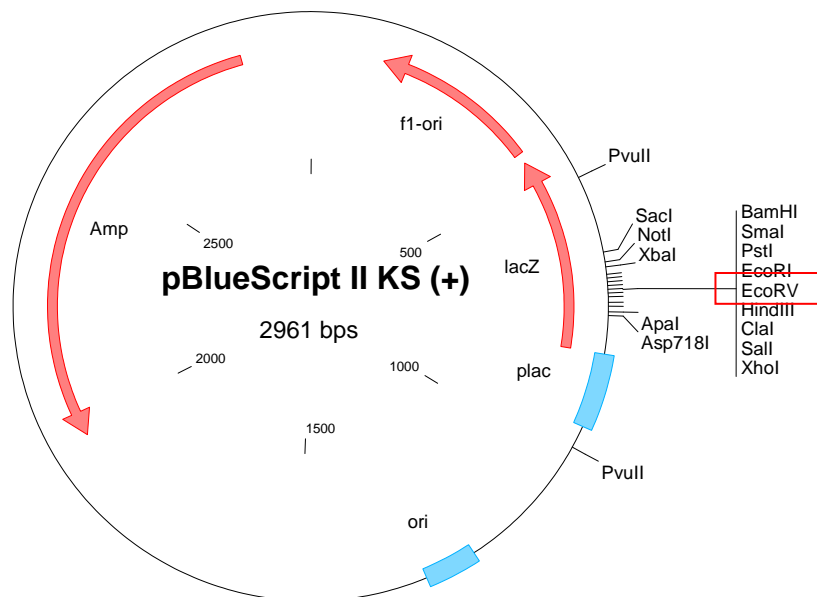 f1-ori
PvuII
SacI
NotI
XbaI
BamHI
SmaI
PstI
EcoRI
EcoRV
HindIII
ClaI
SalI
XhoI
Amp
2500
500
lacZ
pBlueScript II KS (+)
2961 bps
ApaI
Asp718I
plac
2000
1000
1500
PvuII
ori